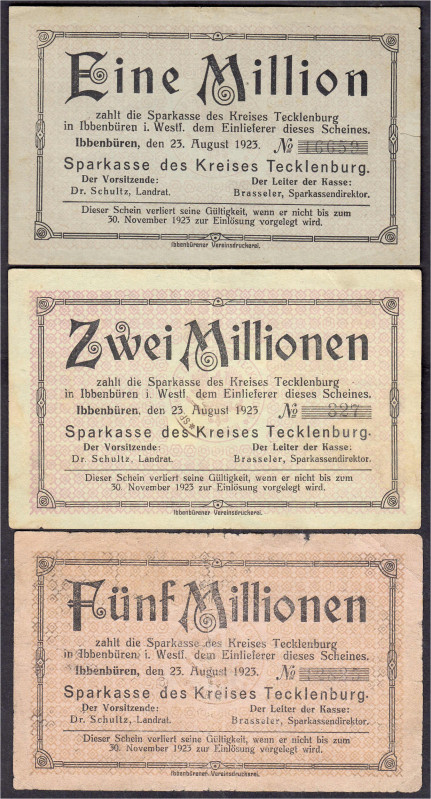 Eine Million
zahlt die Sparkasse des Kreises Tecklenburg
in Ibbenbüren i. Westf. dem Einlieferer dieses Scheines.
Ibbenbüren, den 23. August 1923. № 16659
Sparkasse des Kreises Tecklenburg.
Der Vorsitzende: Der Leiter der Kasse:
Dr. Schultz, Landrat. Brasseler, Sparkassendirektor.
Dieser Schein verliert seine Gültigkeit, wenn er nicht bis zum
30. November 1923 zur Einlösung vorgelegt wird.
Ibbenbürener Vereinsdruckerei.
Zwei Millionen
zahlt die Sparkasse des Kreises Tecklenburg
in Ibbenbüren i. Westf. dem Einlieferer dieses Scheines.
Ibbenbüren, den 23. August 1923 № 827
Sparkasse des Kreises Tecklenburg.
Der Vorsitzende: Der Leiter der Kasse:
Dr. Schultz, Landrat. Brasseler, Sparkassendirektor.
Dieser Schein verliert seine Gültigkeit, wenn er nicht bis zum
30. November 1923 zur Einlösung vorgelegt wird.
Ibbenbürener Vereinsdruckerei.
Fünf Millionen
zahlt die Sparkasse des Kreises Tecklenburg
in Ibbenbüren i. Westf. dem Einlieferer dieses Scheines.
Ibbenbüren, den 23. August 1923. №
Sparkasse des Kreises Tecklenburg.
Der Vorsitzende: Der Leiter der Kasse:
Dr. Schultz, Landrat. Brasseler, Sparkassendirektor.
Dieser Schein verliert seine Gültigkeit, wenn er nicht bis zum
30. November 1923 zur Einlösung vorgelegt wird.
Ibbenbürener Vereinsdruckerei.